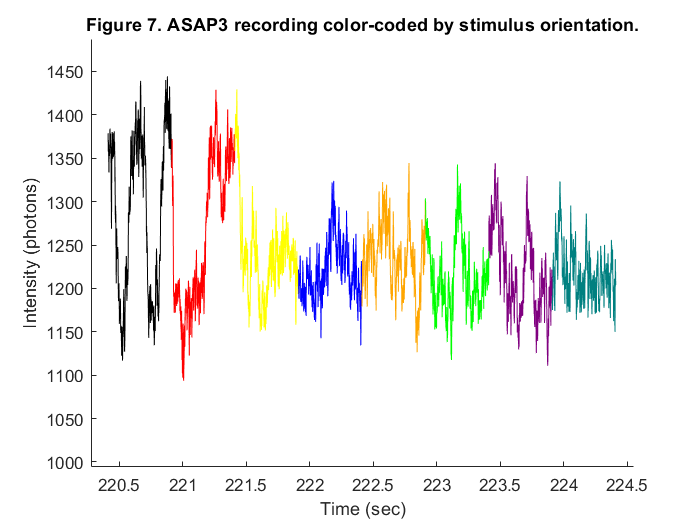 Figure 7. ASAP3 recording color-coded by stimulus orientation.
1450
1400
1350
1300
1250
1200
1150
1100
1050
1000
Intensity (photons)
220.5 221 221.5 222 222.5 223 223.5 224 224.5
Time (sec)